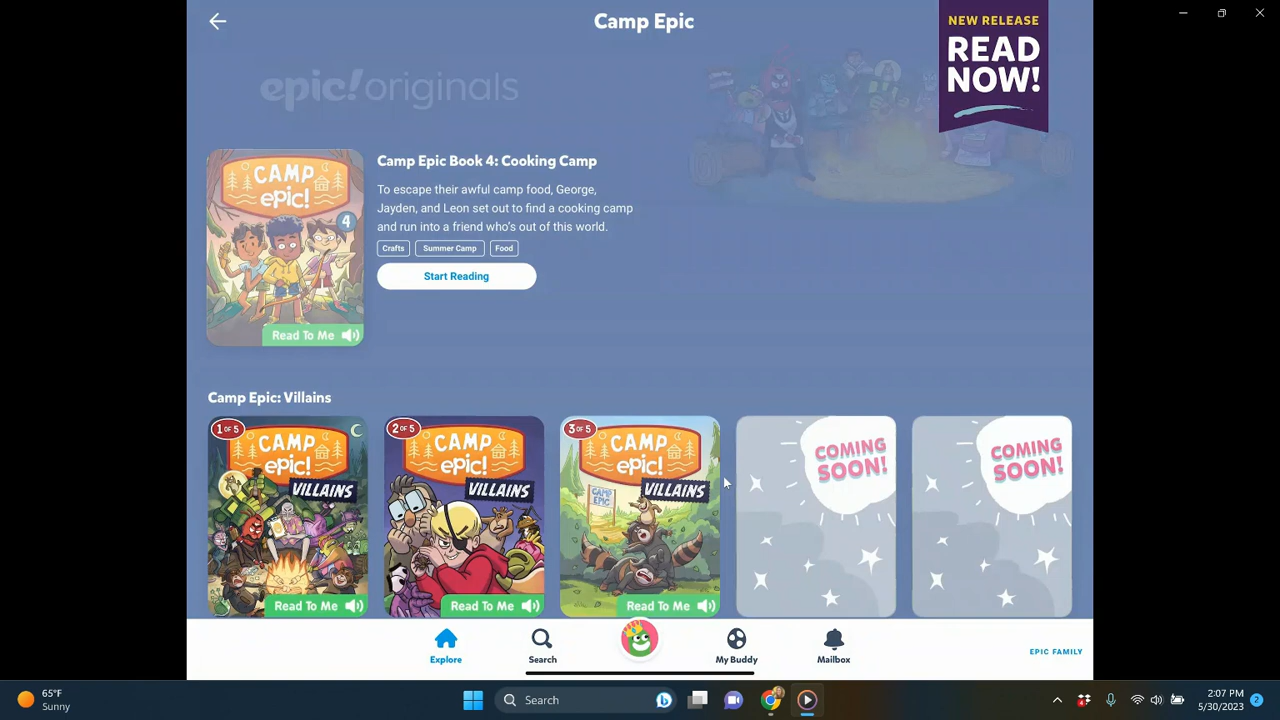 Camp Epic
NEW RELEASE
READ
NOW!
epic!originals
CAMP
epic!
4
Read To Me
Camp Epic Book 4: Cooking Camp
To escape their awful camp food, George,
Jayden, and Leon set out to find a cooking camp
and run into a friend who's out of this world.
Crafts
Summer Camp
Food
Start Reading
Camp Epic: Villains
1 OF 5
CAMP
epic!
VILLAINS
Read To Me
2 OF 5
CAMP
epic!
VILLAINS
Read To Me
3 OF 5
CAMP
epic!
VILLAINS
CAMP
EPIC
Read To Me
COMING
SOON!
COMING
SOON!
Explore
Search
My Buddy
Mailbox
EPIC FAMILY
65°F
Sunny
Search
2:07 PM
5/30/2023
2